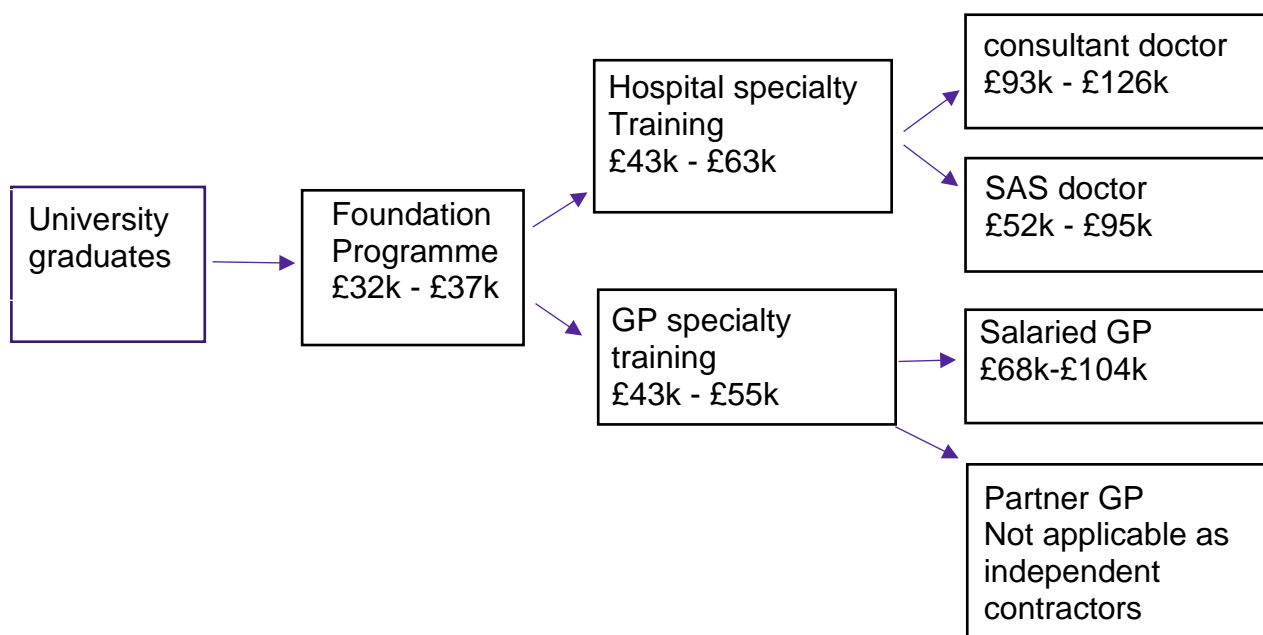 University
graduates
Foundation
Programme
£32k - £37k
Hospital specialty
Training
£43k - £63k
GP specialty
training
£43k - £55k
consultant doctor
£93k - £126k
SAS doctor
£52k - £95k
Salaried GP
£68k-£104k
Partner GP
Not applicable as
independent
contractors